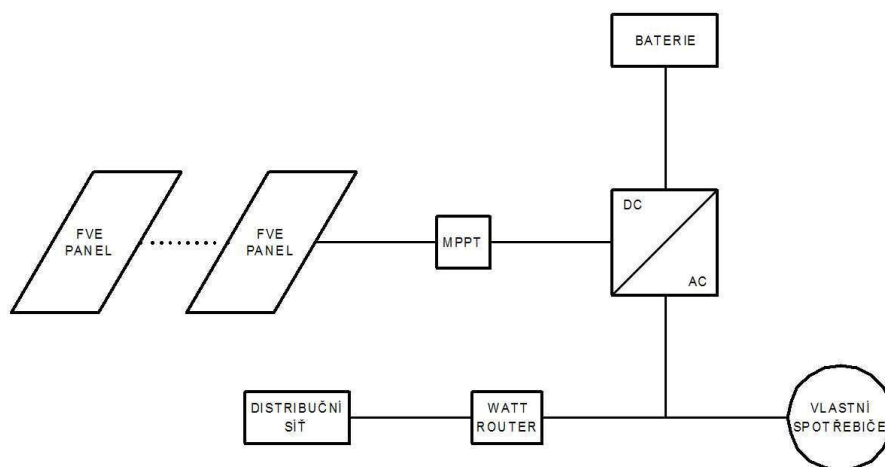 BATERIE
FVE
PANEL
FVE
PANEL
MPPT
DC
AC
DISTRIBUČNÍ
SÍŤ
WATT
ROUTER
VLASTNÍ
SPOTŘEBIČE